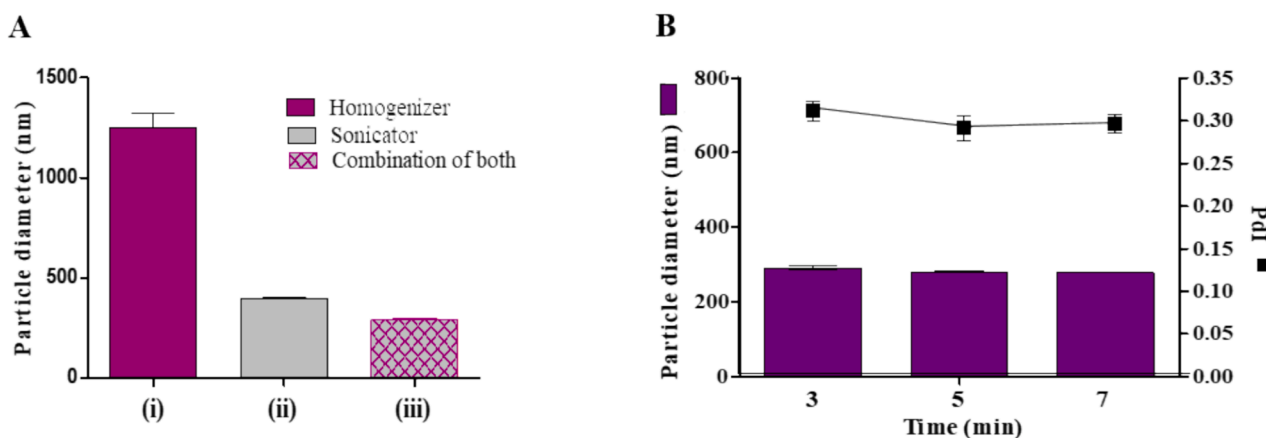 A
Particle diameter (nm)
1500
1000
500
0
Homogenizer
Sonicator
Combination of both
(i)
(ii)
(iii)
B
Particle diameter (nm)
800
600
400
200
0
0.35
0.30
0.25
0.20
0.15
0.10
0.05
0.00
PdI
3
5
7
Time (min)